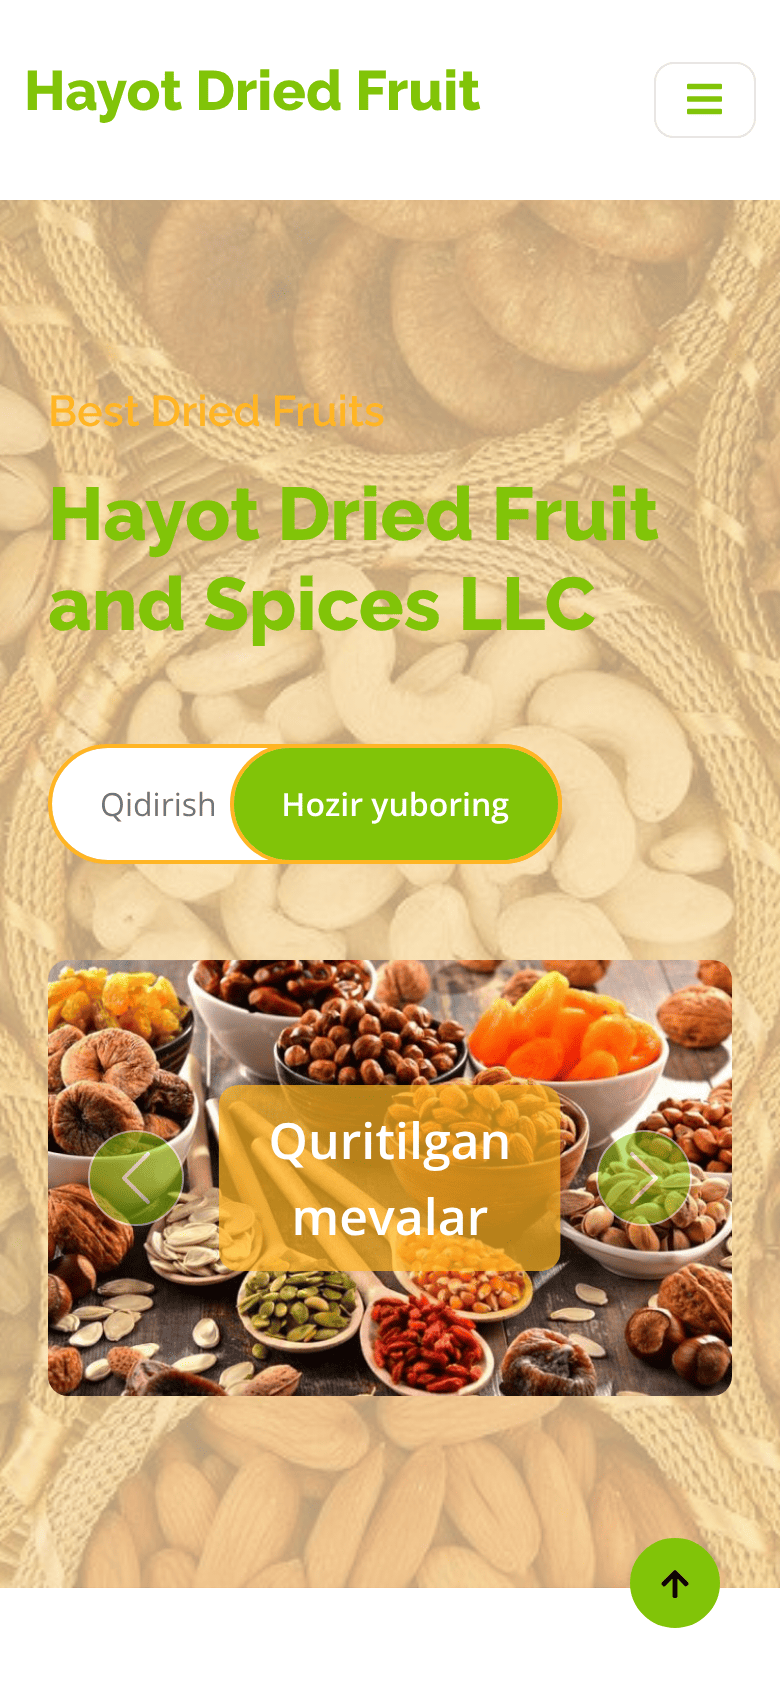 Hayot Dried Fruit
Best Dried Fruits
Hayot Dried Fruit
and Spices LLC
Qidirish
Hozir yuboring
Quritilgan
mevalar